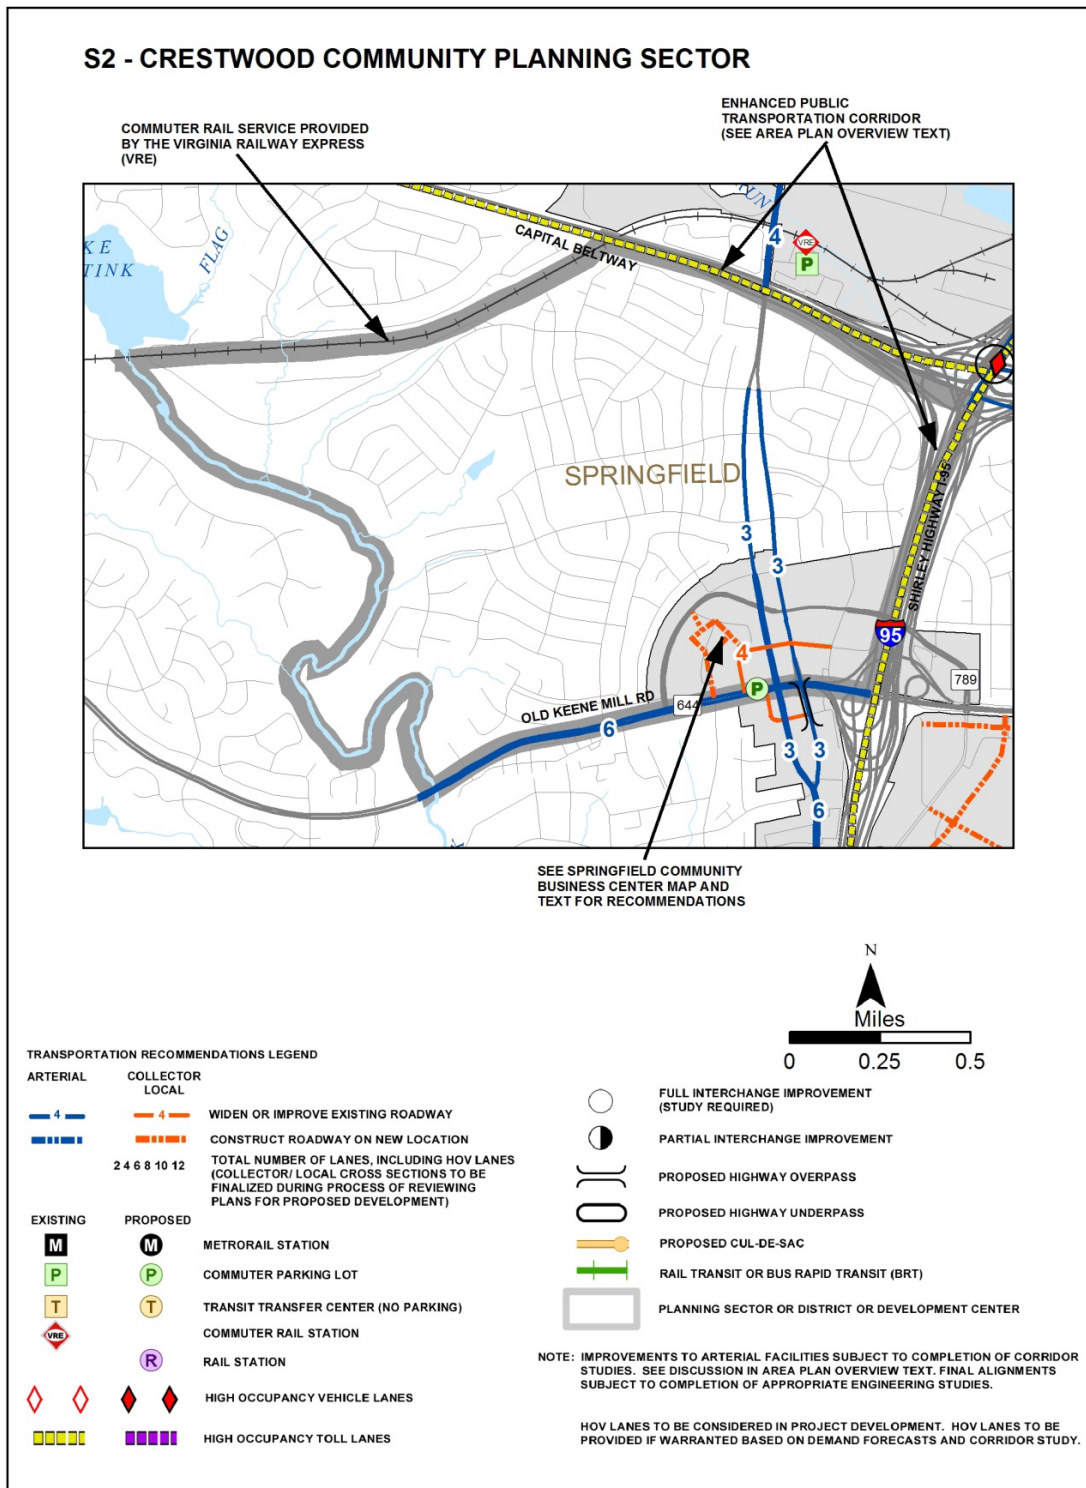 S2 - CRESTWOOD COMMUNITY PLANNING SECTOR
COMMUTER RAIL SERVICE PROVIDED
BY THE VIRGINIA RAILWAY EXPRESS
(VRE)
ENHANCED PUBLIC
TRANSPORTATION CORRIDOR
(SEE AREA PLAN OVERVIEW TEXT)
KE
TINK
FLAG
CAPITAL BELTWAY
RUN
4
VRE
P
SPRINGFIELD
SHIRLEY HIGHWAY I-95
3
3
95
4
P
789
OLD KEENE MILL RD
644
6
3
3
6
SEE SPRINGFIELD COMMUNITY
BUSINESS CENTER MAP AND
TEXT FOR RECOMMENDATIONS
N
Miles
0 0.25 0.5
TRANSPORTATION RECOMMENDATIONS LEGEND
ARTERIAL COLLECTOR
LOCAL
4 4 WIDEN OR IMPROVE EXISTING ROADWAY
CONSTRUCT ROADWAY ON NEW LOCATION
2 4 6 8 10 12 TOTAL NUMBER OF LANES, INCLUDING HOV LANES
(COLLECTOR/ LOCAL CROSS SECTIONS TO BE
FINALIZED DURING PROCESS OF REVIEWING
PLANS FOR PROPOSED DEVELOPMENT)
EXISTING PROPOSED
M M METRORAIL STATION
P P COMMUTER PARKING LOT
T T TRANSIT TRANSFER CENTER (NO PARKING)
VRE COMMUTER RAIL STATION
R RAIL STATION
HIGH OCCUPANCY VEHICLE LANES
HIGH OCCUPANCY TOLL LANES
FULL INTERCHANGE IMPROVEMENT
(STUDY REQUIRED)
PARTIAL INTERCHANGE IMPROVEMENT
PROPOSED HIGHWAY OVERPASS
PROPOSED HIGHWAY UNDERPASS
PROPOSED CUL-DE-SAC
RAIL TRANSIT OR BUS RAPID TRANSIT (BRT)
PLANNING SECTOR OR DISTRICT OR DEVELOPMENT CENTER
NOTE: IMPROVEMENTS TO ARTERIAL FACILITIES SUBJECT TO COMPLETION OF CORRIDOR
STUDIES. SEE DISCUSSION IN AREA PLAN OVERVIEW TEXT. FINAL ALIGNMENTS
SUBJECT TO COMPLETION OF APPROPRIATE ENGINEERING STUDIES.
HOV LANES TO BE CONSIDERED IN PROJECT DEVELOPMENT. HOV LANES TO BE
PROVIDED IF WARRANTED BASED ON DEMAND FORECASTS AND CORRIDOR STUDY.